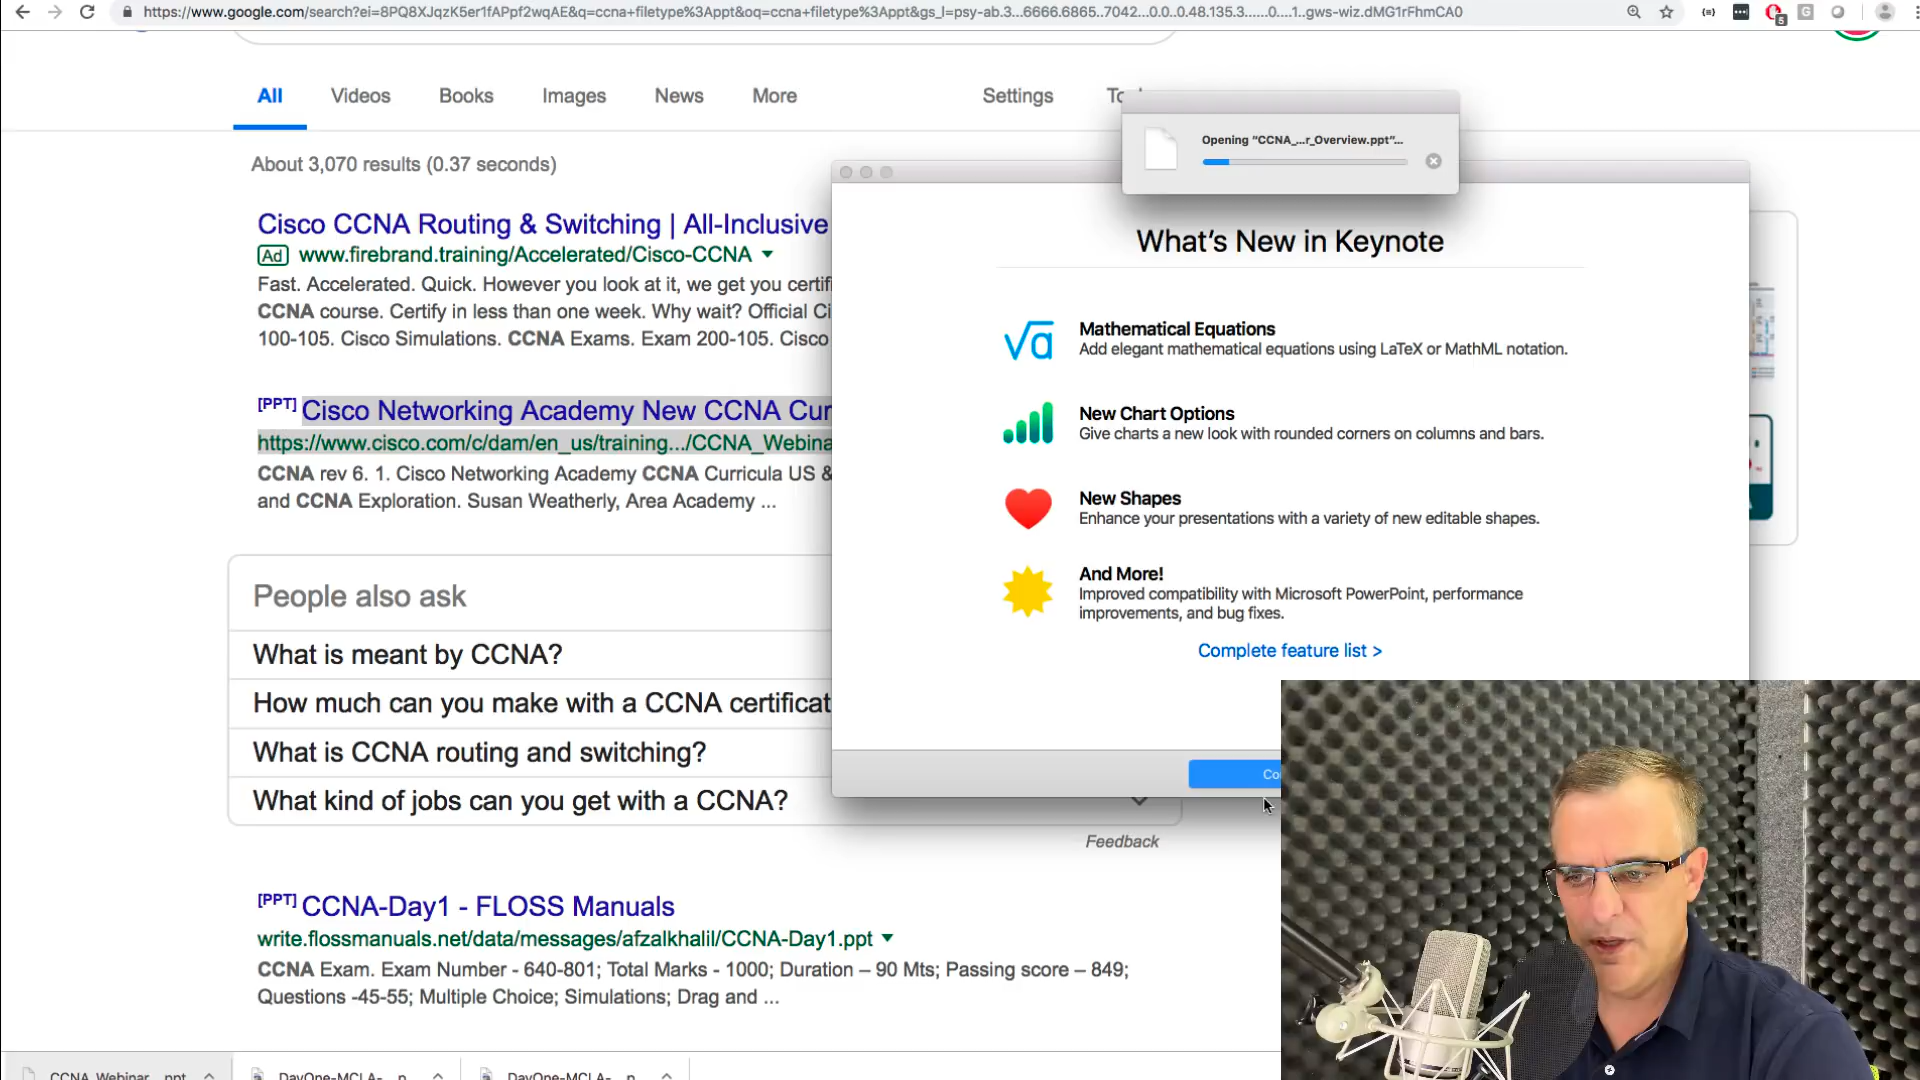 https://www.google.com/search?ei=8PQ8XJqzK5er1fAPpf2wqAE&q=ccna+filetype%3Appt&oq=ccna+filetype%3Appt&gs_l=psy-ab.3...6666.6865..7042...0.0..0.48.135.3......0....1..gws-wiz.dMG1rFhmCA0
All
Videos
Books
Images
News
More
Settings
About 3,070 results (0.37 seconds)
Cisco CCNA Routing & Switching | All-Inclusive
Ad www.firebrand.training/Accelerated/Cisco-CCNA
Fast. Accelerated. Quick. However you look at it, we get you certif
CCNA course. Certify in less than one week. Why wait? Official Ci
100-105. Cisco Simulations. CCNA Exams. Exam 200-105. Cisco
[PPT] Cisco Networking Academy New CCNA Cur
https://www.cisco.com/c/dam/en_us/training.../CCNA_Webina
CCNA rev 6. 1. Cisco Networking Academy CCNA Curricula US &
and CCNA Exploration. Susan Weatherly, Area Academy ...
People also ask
What is meant by CCNA?
How much can you make with a CCNA certificat
What is CCNA routing and switching?
What kind of jobs can you get with a CCNA?
Feedback
[PPT] CCNA-Day1 - FLOSS Manuals
write.flossmanuals.net/data/messages/afzalkhalil/CCNA-Day1.ppt
CCNA Exam. Exam Number - 640-801; Total Marks - 1000; Duration – 90 Mts; Passing score – 849;
Questions -45-55; Multiple Choice; Simulations; Drag and ...
Opening “CCNA_...r_Overview.ppt”...
What’s New in Keynote
Mathematical Equations
Add elegant mathematical equations using LaTeX or MathML notation.
New Chart Options
Give charts a new look with rounded corners on columns and bars.
New Shapes
Enhance your presentations with a variety of new editable shapes.
And More!
Improved compatibility with Microsoft PowerPoint, performance
improvements, and bug fixes.
Complete feature list >
Co
CCNA_Webinar....ppt
DayOne-MCLA-....p
DayOne-MCLA-....p